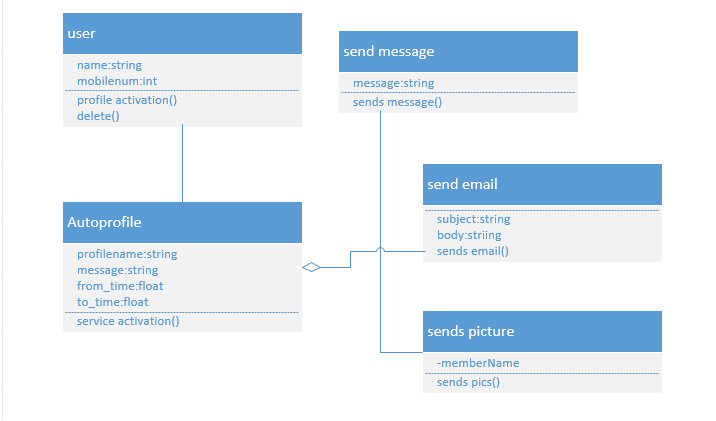 user
name:string
mobilenum:int
profile activation()
delete()
send message
message:string
sends message()
send email
subject:string
body:striing
sends email()
Autoprofile
profilename:string
message:string
from_time:float
to_time:float
service activation()
sends picture
-memberName
sends pics()